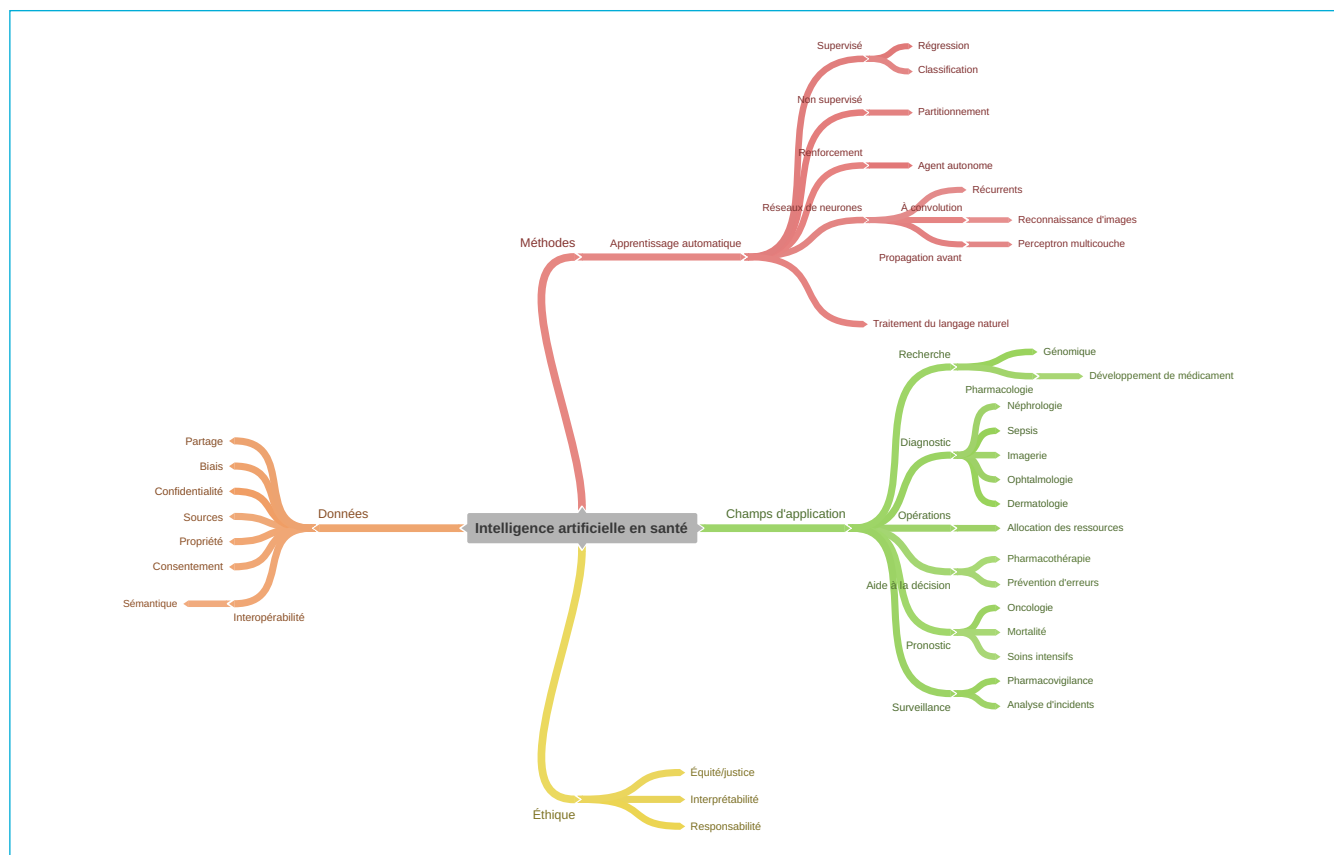 Supervisé
Régression
Classification
Non supervisé
Partitionnement
Renforcement
Agent autonome
Réseaux de neurones
Récurrents
À convolution
Reconnaissance d'images
Perceptron multicouche
Propagation avant
Méthodes
Apprentissage automatique
Traitement du langage naturel
Recherche
Génomique
Développement de médicament
Pharmacologie
Diagnostic
Néphrologie
Sepsis
Imagerie
Ophtalmologie
Dermatologie
Partage
Biais
Confidentialité
Sources
Propriété
Consentement
Sémantique
Interopérabilité
Données
Intelligence artificielle en santé
Champs d'application
Opérations
Allocation des ressources
Aide à la décision
Pharmacothérapie
Prévention d'erreurs
Pronostic
Oncologie
Mortalité
Soins intensifs
Surveillance
Pharmacovigilance
Analyse d'incidents
Éthique
Équité/justice
Interprétabilité
Responsabilité